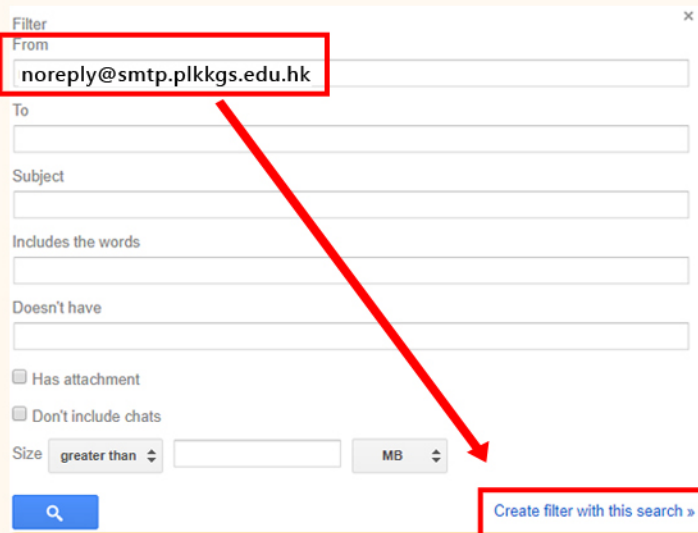 Filter
×
From
noreply@smtp.plkkgs.edu.hk
To
Subject
Includes the words
Doesn't have
Has attachment
Don't include chats
Size greater than MB
Create filter with this search »